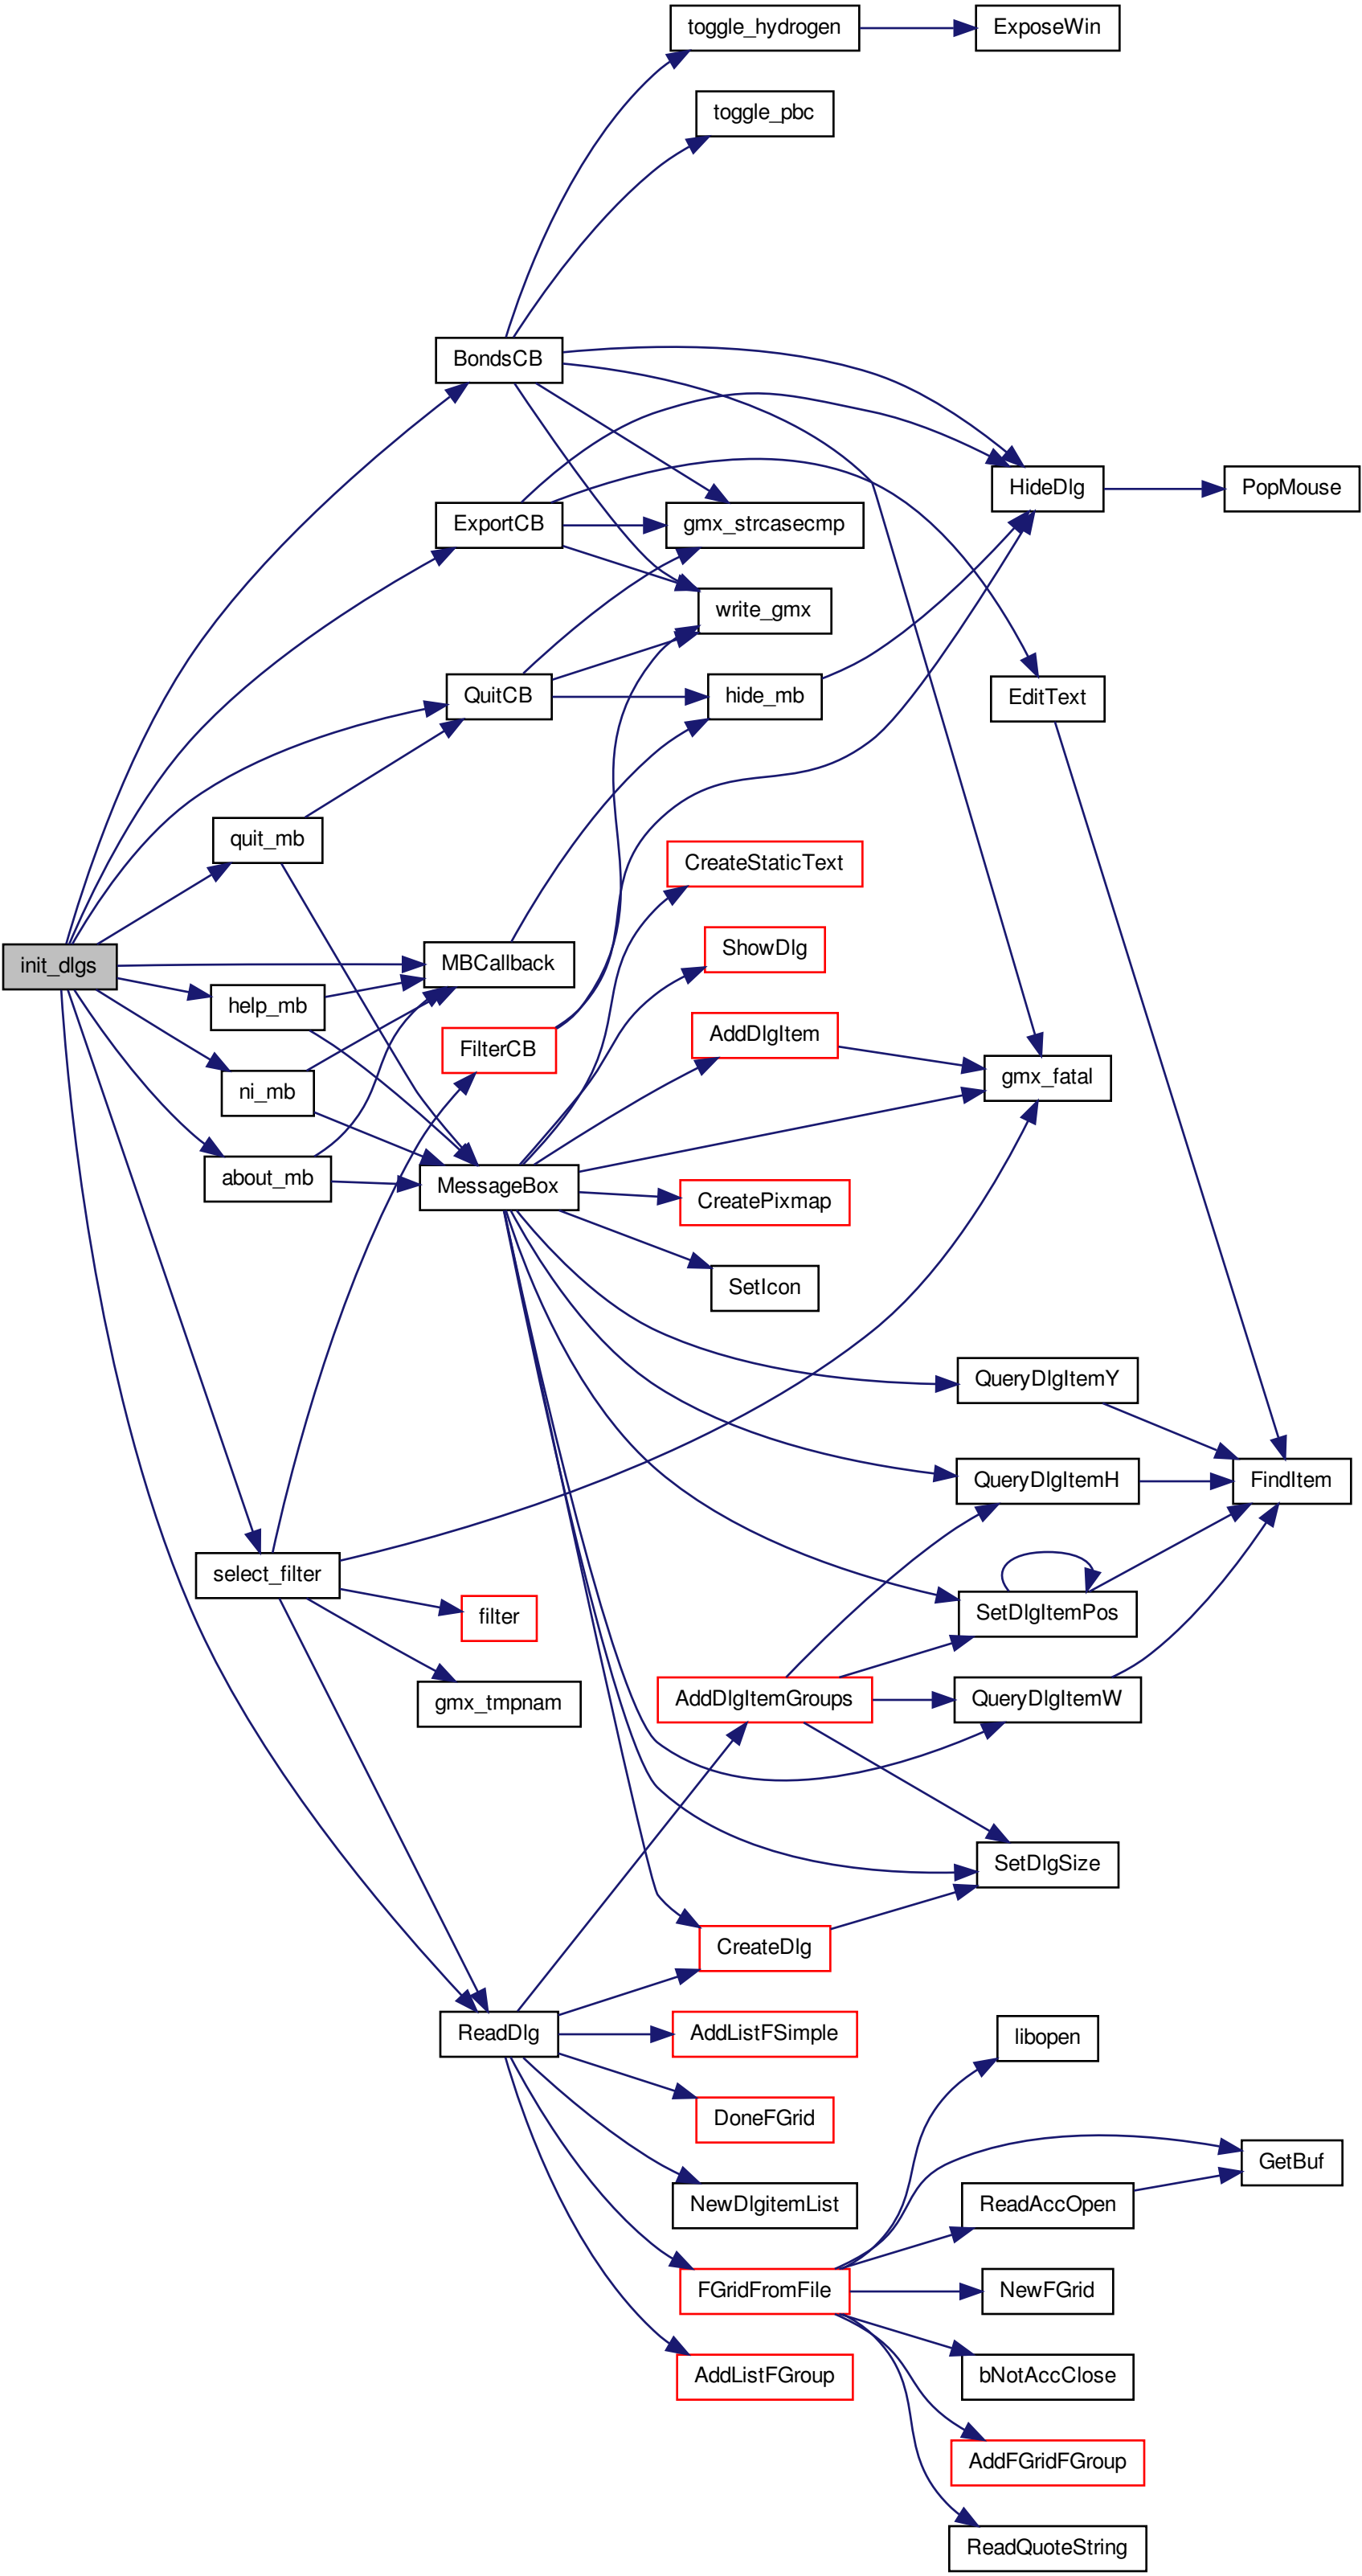 toggle_hydrogen
ExposeWin
toggle_pbc
BondsCB
HideDlg
PopMouse
ExportCB
gmx_strcasecmp
write_gmx
QuitCB
hide_mb
EditText
quit_mb
CreateStaticText
ShowDlg
init_dlgs
MBCallback
help_mb
FilterCB
AddDlgItem
gmx_fatal
ni_mb
about_mb
MessageBox
CreatePixmap
SetIcon
QueryDlgItemY
QueryDlgItemH
FindItem
select_filter
filter
SetDlgItemPos
gmx_tmpnam
AddDlgItemGroups
QueryDlgItemW
SetDlgSize
CreateDlg
ReadDlg
AddListFSimple
libopen
DoneFGrid
GetBuf
NewDlgitemList
ReadAccOpen
FGridFromFile
NewFGrid
AddListFGroup
bNotAccClose
AddFGridFGroup
ReadQuoteString